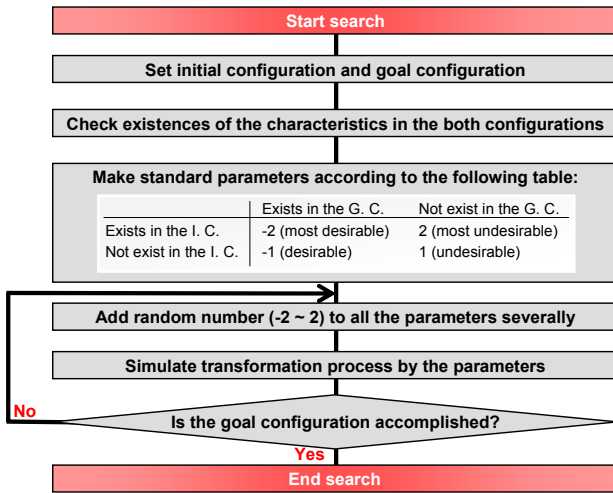 Start search
Set initial configuration and goal configuration
Check existences of the characteristics in the both configurations
Make standard parameters according to the following table:
Exists in the G. C. Not exist in the G. C.
Exists in the I. C. -2 (most desirable) 2 (most undesirable)
Not exist in the I. C. -1 (desirable) 1 (undesirable)
Add random number (-2 ~ 2) to all the parameters severally
Simulate transformation process by the parameters
No
Is the goal configuration accomplished?
Yes
End search